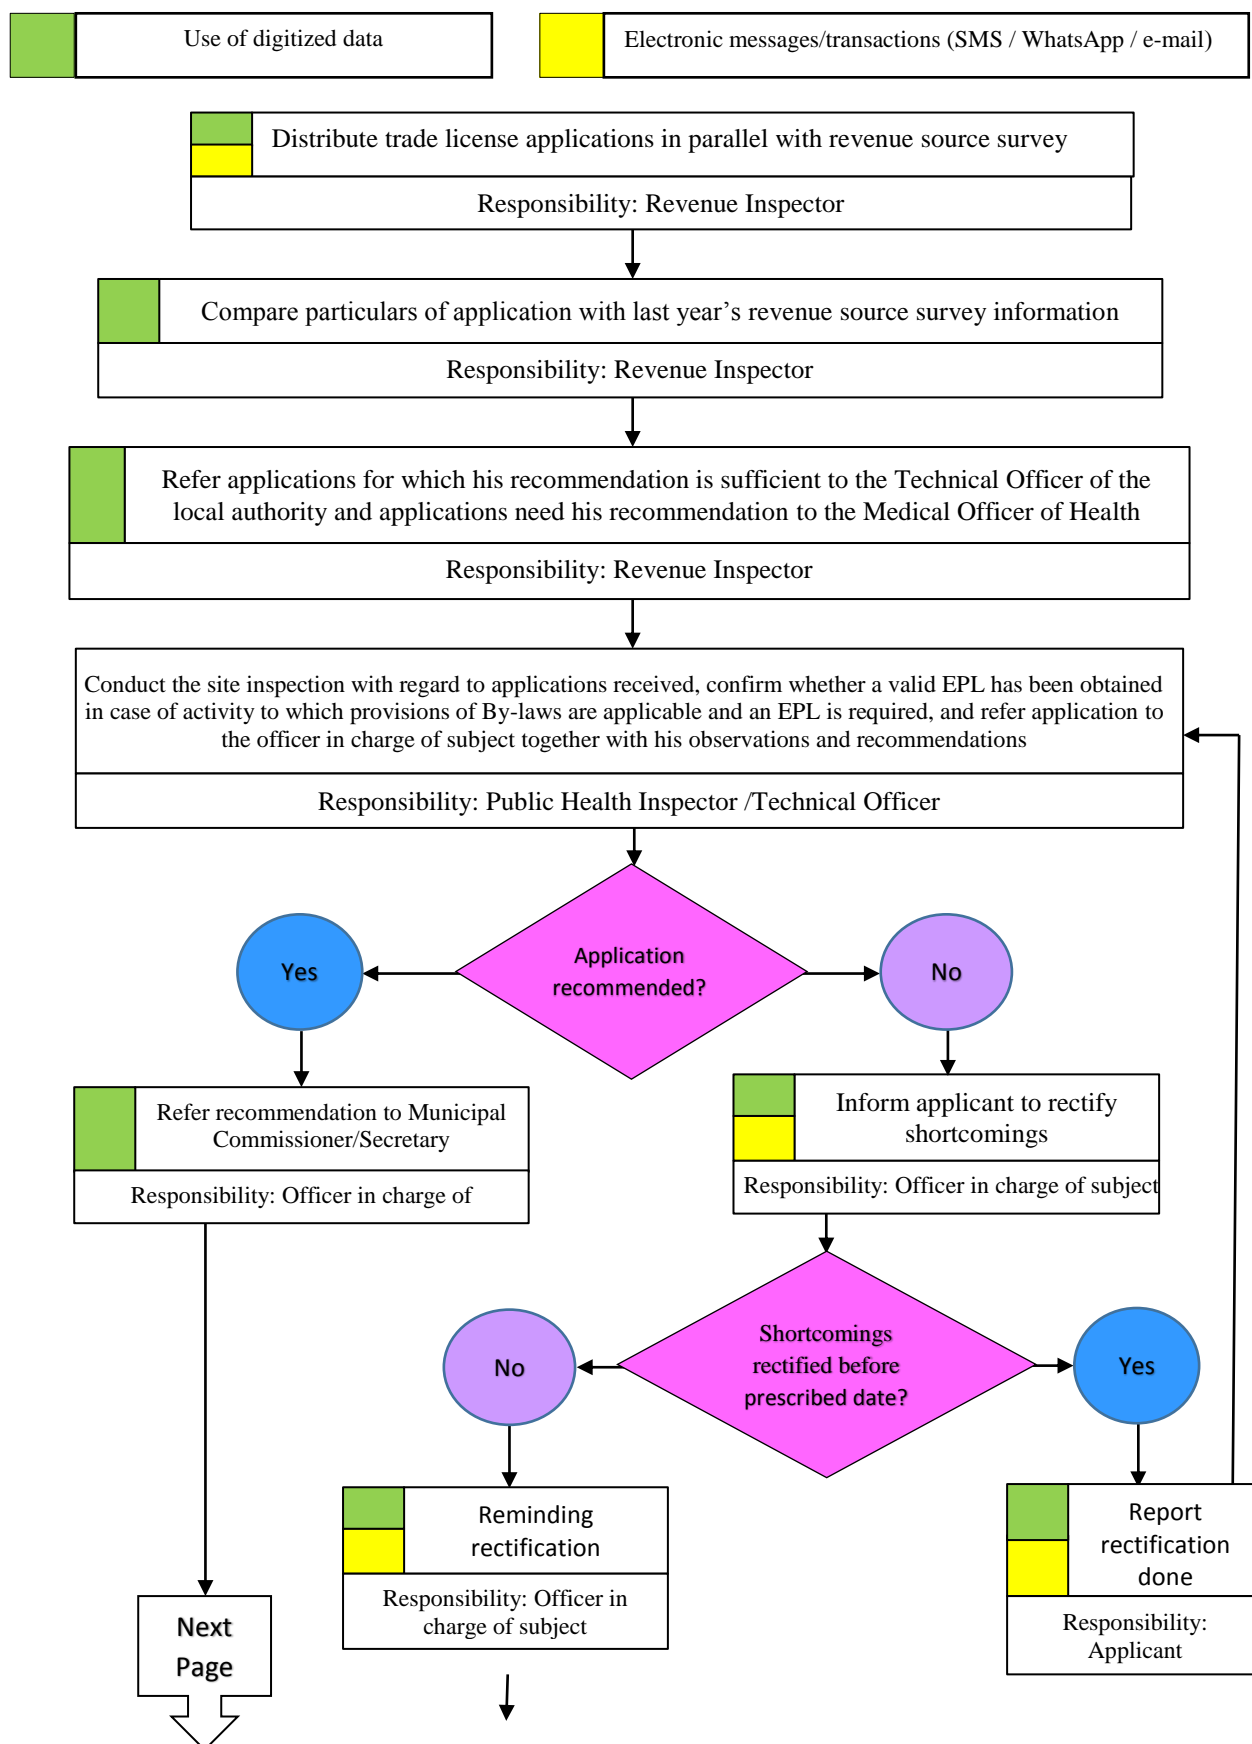 Use of digitized data
Electronic messages/transactions (SMS / WhatsApp / e-mail)
Distribute trade license applications in parallel with revenue source survey
Responsibility: Revenue Inspector
Compare particulars of application with last year’s revenue source survey information
Responsibility: Revenue Inspector
Refer applications for which his recommendation is sufficient to the Technical Officer of the
local authority and applications need his recommendation to the Medical Officer of Health
Responsibility: Revenue Inspector
Conduct the site inspection with regard to applications received, confirm whether a valid EPL has been obtained
in case of activity to which provisions of By-laws are applicable and an EPL is required, and refer application to
the officer in charge of subject together with his observations and recommendations
Responsibility: Public Health Inspector /Technical Officer
Application
recommended?
Yes
No
Refer recommendation to Municipal
Commissioner/Secretary
Responsibility: Officer in charge of
Inform applicant to rectify
shortcomings
Responsibility: Officer in charge of subject
Shortcomings
rectified before
prescribed date?
No
Yes
Reminding
rectification
Responsibility: Officer in
charge of subject
Report
rectification
done
Responsibility:
Applicant
Next
Page